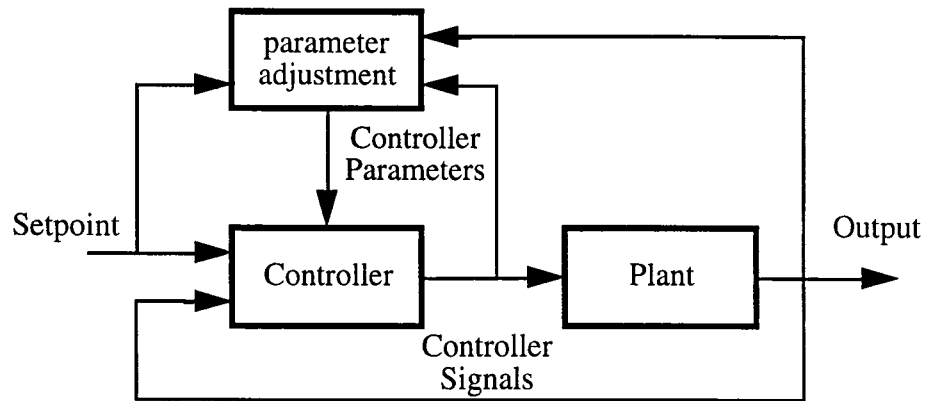 parameter
adjustment
Controller
Parameters
Setpoint
Output
Controller
Plant
Controller
Signals